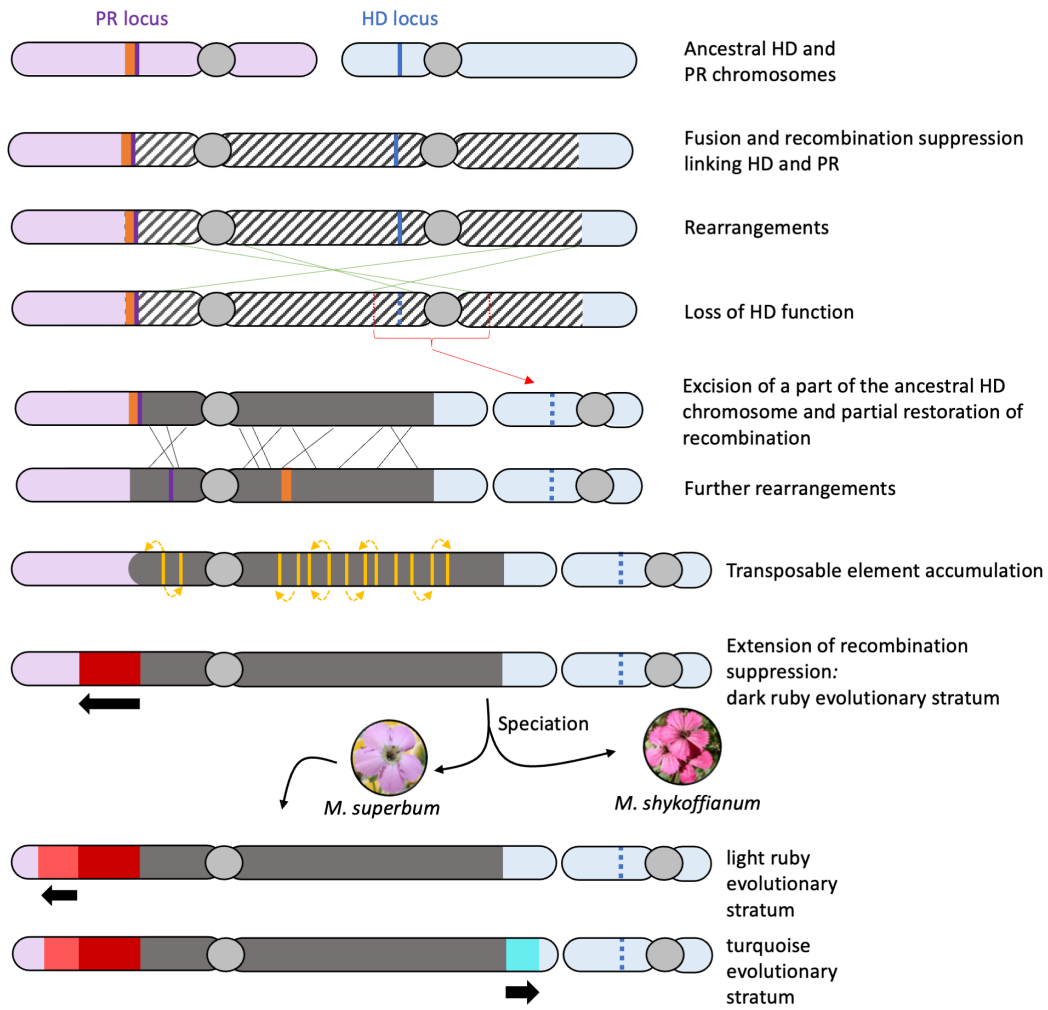 PR locus
HD locus
Ancestral HD and
PR chromosomes
Fusion and recombination suppression
linking HD and PR
Rearrangements
Loss of HD function
Excision of a part of the ancestral HD
chromosome and partial restoration of
recombination
Further rearrangements
Transposable element accumulation
Extension of recombination
suppression:
dark ruby evolutionary stratum
Speciation
M. superbum
M. shykoffianum
light ruby
evolutionary
stratum
turquoise
evolutionary
stratum